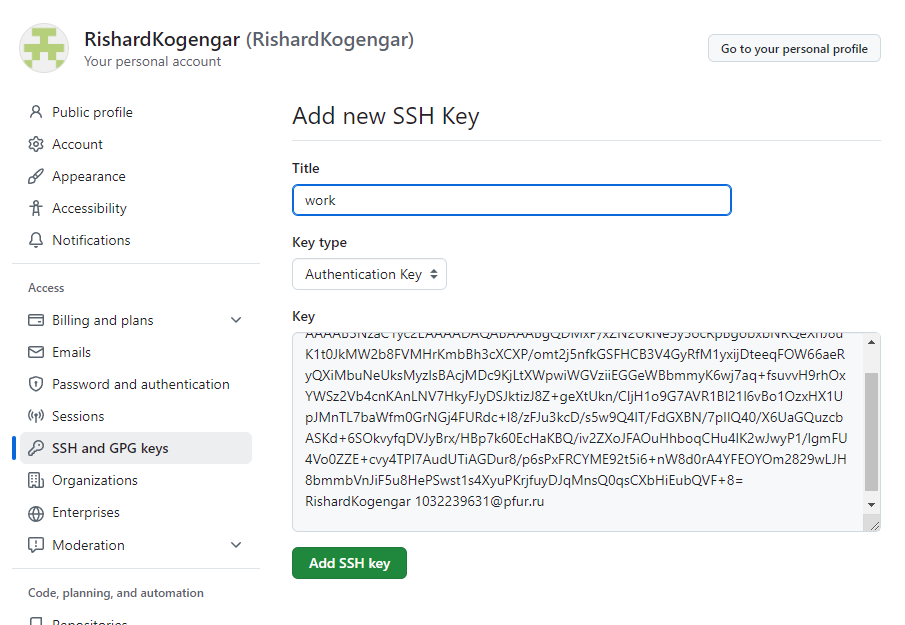 RishardKogengar (RishardKogengar)
Your personal account
Go to your personal profile
Public profile
Account
Appearance
Accessibility
Notifications
Access
Billing and plans
Emails
Password and authentication
Sessions
SSH and GPG keys
Organizations
Enterprises
Moderation
Code, planning, and automation
Repositories
Add new SSH Key
Title
work
Key type
Authentication Key
Key
K1t0JkMW2b8FVMHrKmbBh3cXCXP/omt2j5nfkGSFHCB3V4GyRfM1yxijDteeqFOW66aeR
yQXiMbuNeUksMyzIsBAcjMDc9KjLtXWpwiWGVziiEGGeWBbmmyK6wj7aq+fsuvvH9rhOx
YWSz2Vb4cnKAnLNV7HkyFJyDSJktizJ8Z+geXtUkn/CIjH1o9G7AVR1BI21I6vBo1OzxHX1U
pJMnTL7baWfm0GrNGj4FURdc+I8/zFJu3kcD/s5w9Q4IT/FdGXBN/7plIQ40/X6UaGQuzcb
ASKd+6SOkvyfqDVJyBrx/HBp7k60EcHaKBQ/iv2ZXoJFAOuHhboqCHu4IK2wJwyP1/IgmFU
4Vo0ZZE+cvy4TPI7AudUTiAGDur8/p6sPxFRCYME92t5i6+nW8d0rA4YFEOYOm2829wLJH
8bmmbVnJiF5u8HePSwst1s4XyuPKrjfuyDJqMnsQ0qsCXbHiEubQVF+8=
RishardKogengar 1032239631@pfur.ru
Add SSH key